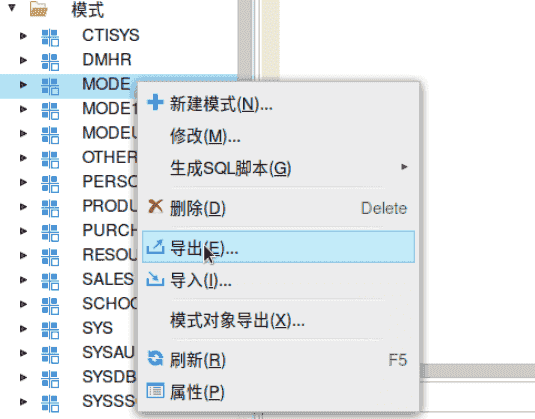 模式
CTISYS
DMHR
MODE
MODE1
MODEU
OTHER
PERSO
PRODU
PURCH
RESOU
SALES
SCHOO
SYS
SYSAU
SYSDB
SYSSS
新建模式(N)...
修改(M)...
生成SQL脚本(G)
删除(D) Delete
导出(E)...
导入(I)...
模式对象导出(X)...
刷新(R) F5
属性(P)